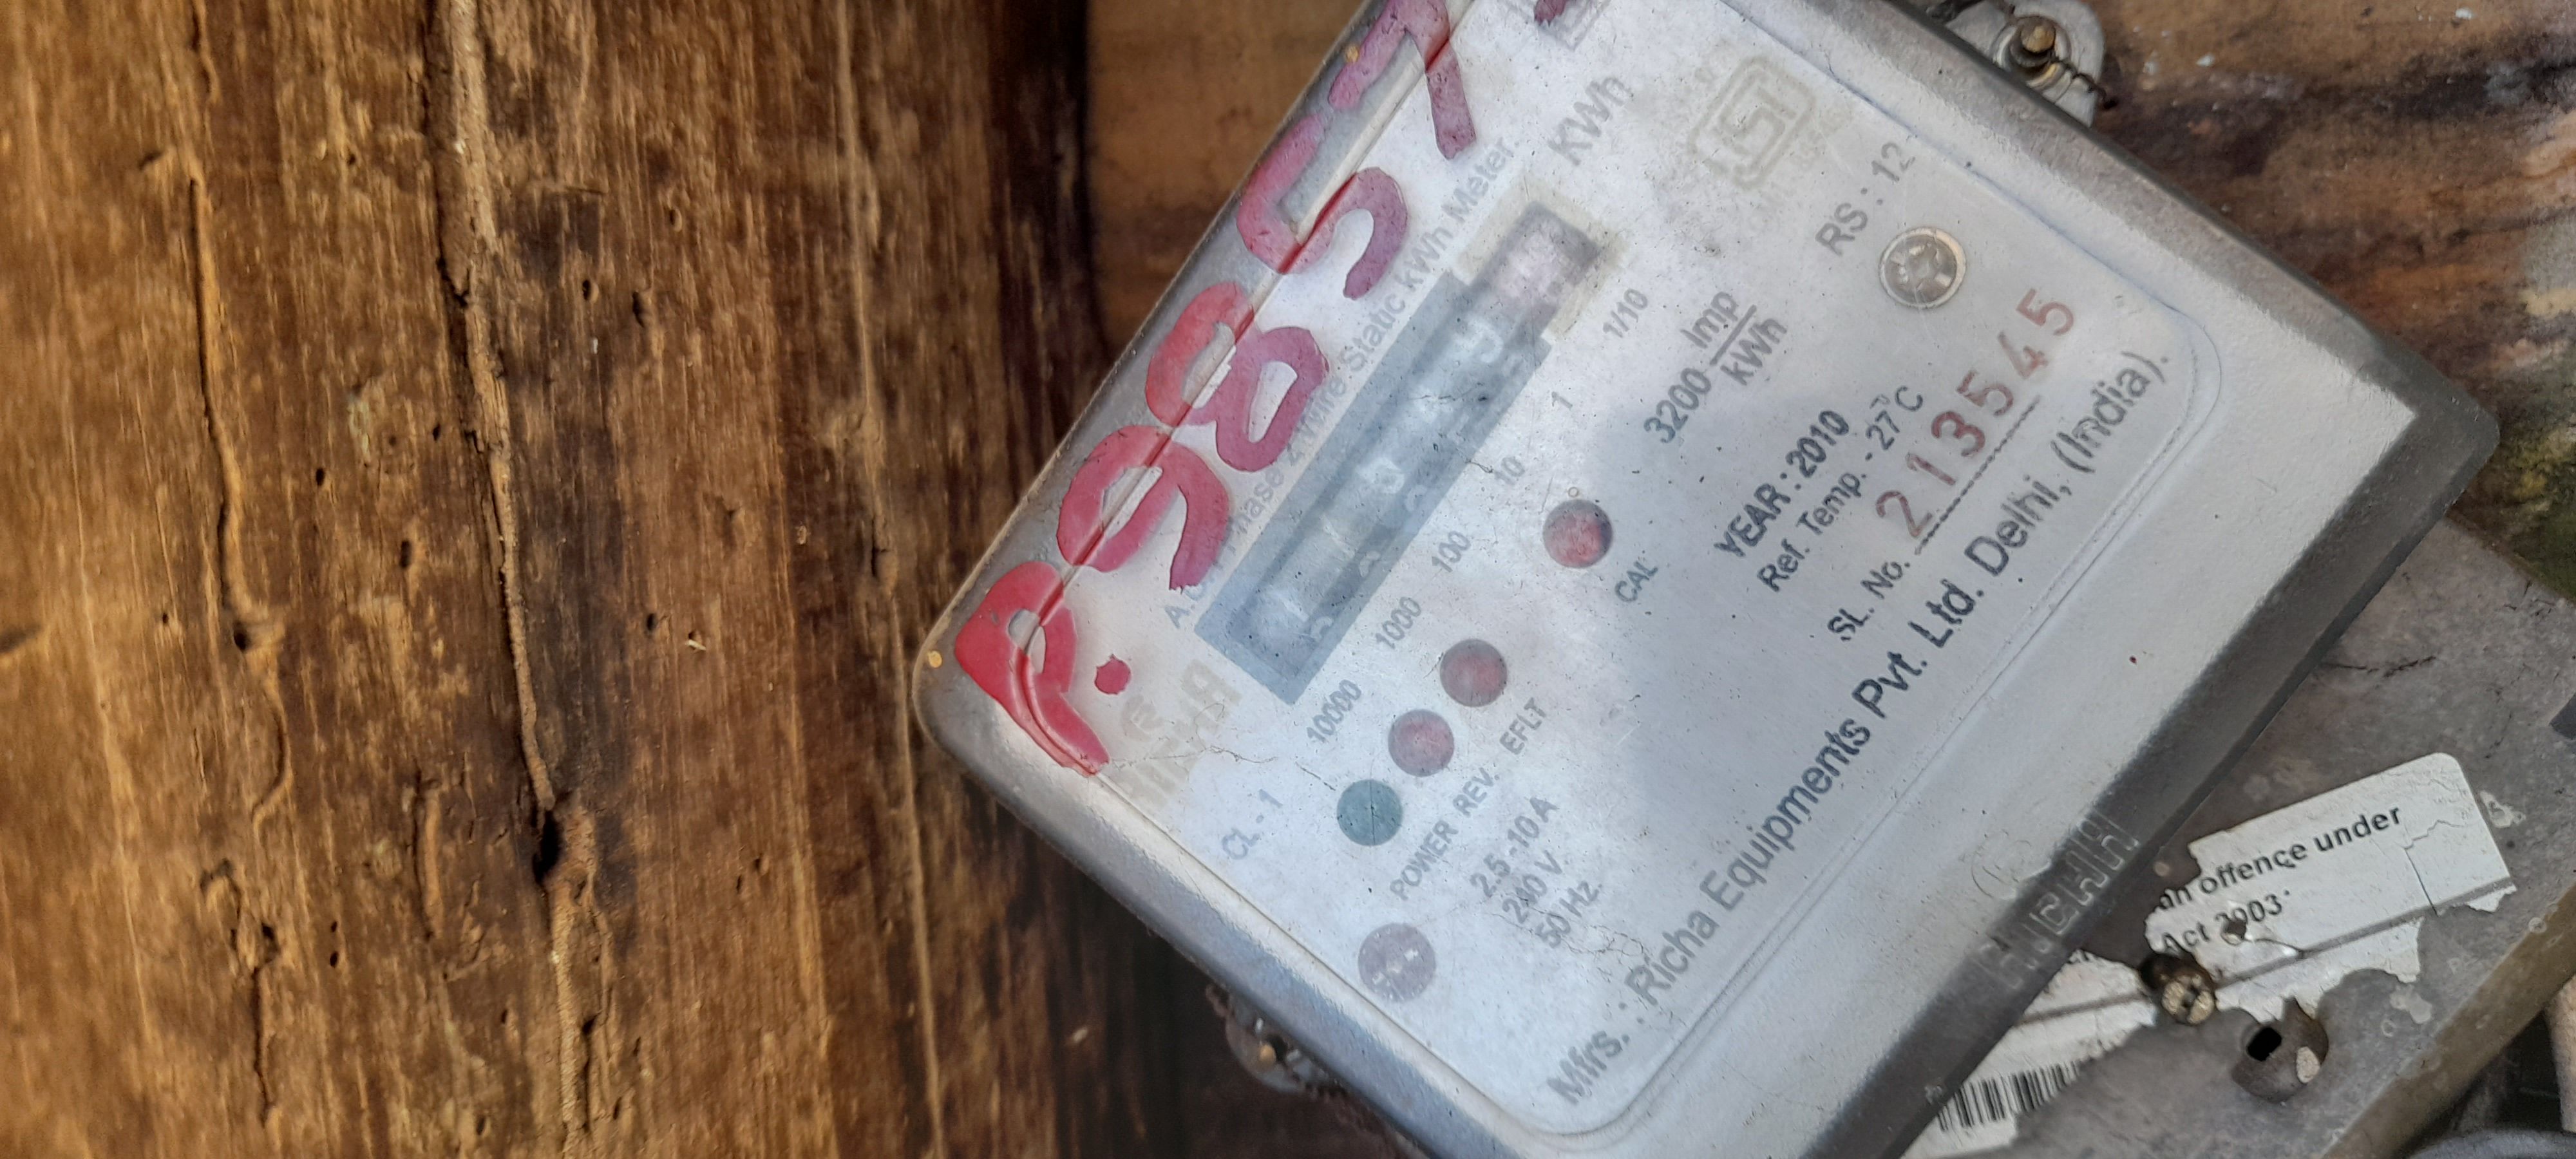 R.9857
A.C. Phase 2 Wire Static kWh Meter.
KWh
10000 1000 100 10 1 1/10
CL - 1
POWER REV. EFLT
CAL
3200 Imp/kWh
RS : 12
2.5 - 10 A
240 V.
50 Hz.
YEAR : 2010
Ref. Temp. - 27°C
SL. No. 213545
Mfrs. : Richa Equipments Pvt. Ltd. Delhi, (India).
RICHA
an offence under
Act 2003